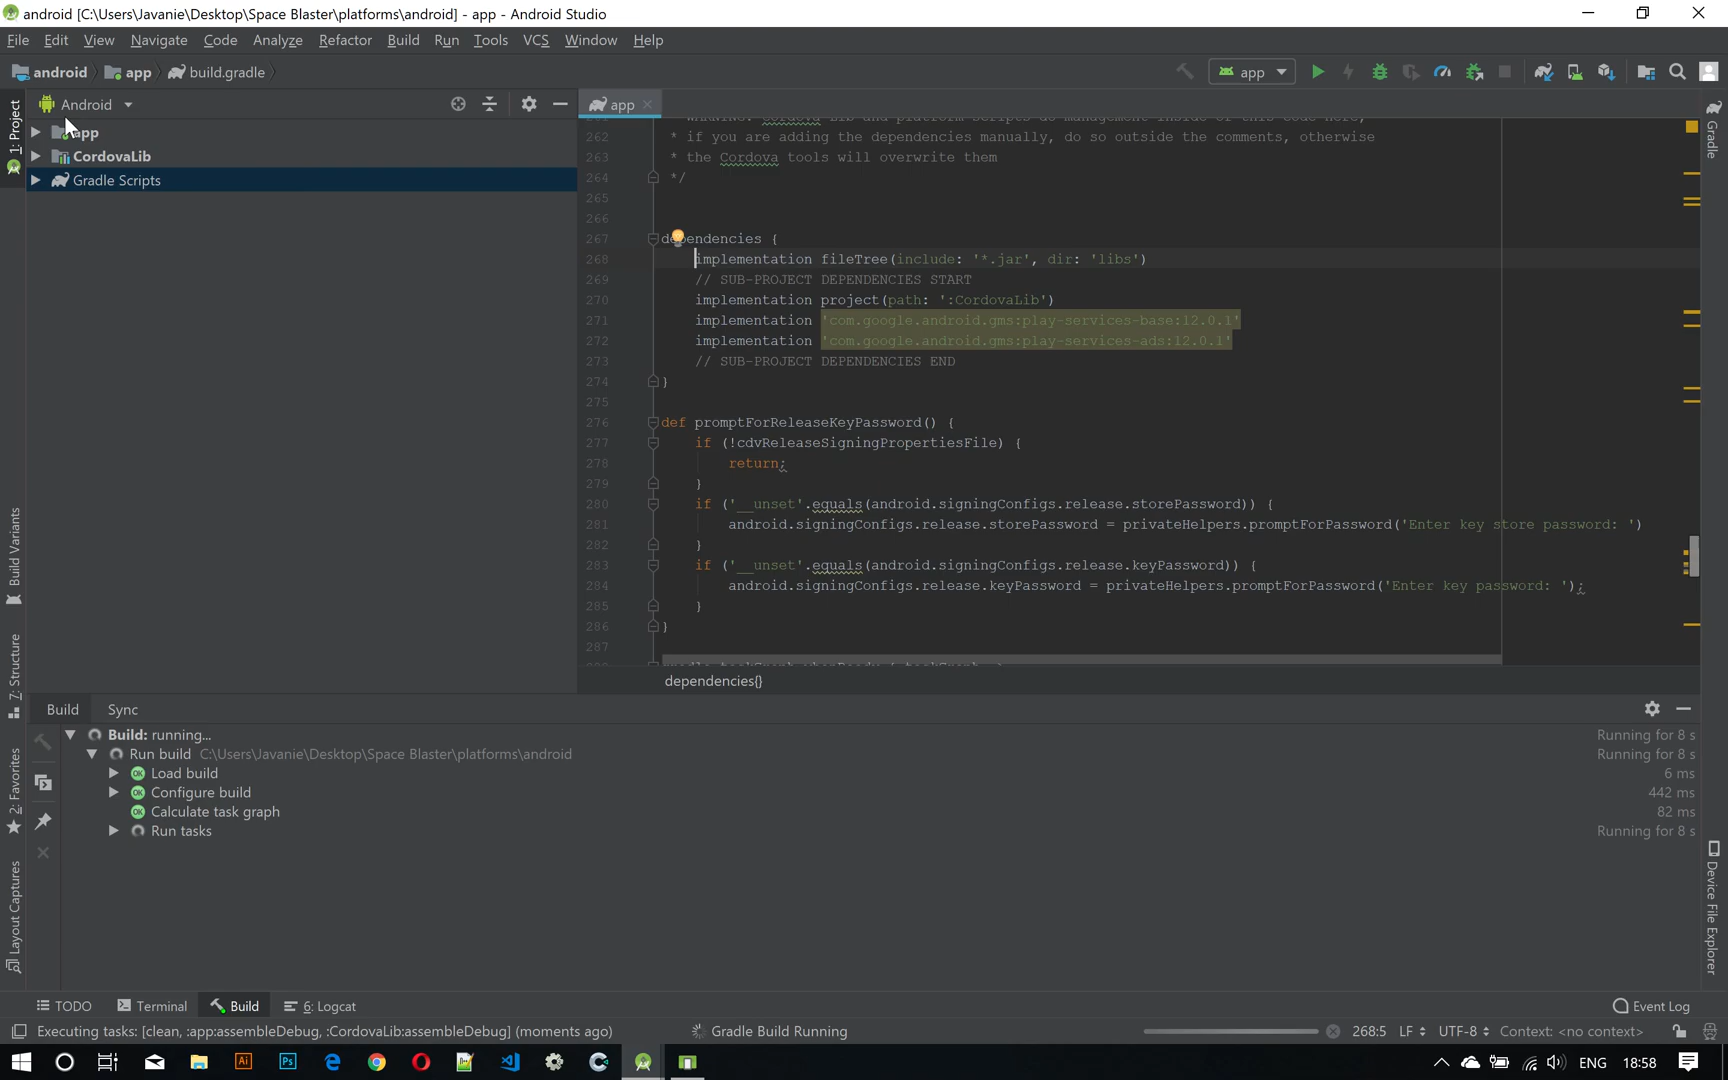 android [C:\Users\Javanie\Desktop\Space Blaster\platforms\android] - app - Android Studio
File Edit View Navigate Code Analyze Refactor Build Run Tools VCS Window Help
android app build.gradle
app
Android
app
1: Project
Gradle
app
CordovaLib
Gradle Scripts
262 * if you are adding the dependencies manually, do so outside the comments, otherwise
263 * the Cordova tools will overwrite them
264 */
265
266
267 dependencies {
268 implementation fileTree(include: '*.jar', dir: 'libs')
269 // SUB-PROJECT DEPENDENCIES START
270 implementation project(path: ':CordovaLib')
271 implementation 'com.google.android.gms:play-services-base:12.0.1'
272 implementation 'com.google.android.gms:play-services-ads:12.0.1'
273 // SUB-PROJECT DEPENDENCIES END
274 }
275
276 def promptForReleaseKeyPassword() {
277 if (!cdvReleaseSigningPropertiesFile) {
278 return;
279 }
280 if ('__unset'.equals(android.signingConfigs.release.storePassword)) {
281 android.signingConfigs.release.storePassword = privateHelpers.promptForPassword('Enter key store password: ')
282 }
283 if ('__unset'.equals(android.signingConfigs.release.keyPassword)) {
284 android.signingConfigs.release.keyPassword = privateHelpers.promptForPassword('Enter key password: ');
285 }
286 }
287
dependencies{}
Build Variants
7: Structure
2: Favorites
Layout Captures
Device File Explorer
Build Sync
Build: running... Running for 8 s
Run build C:\Users\Javanie\Desktop\Space Blaster\platforms\android Running for 8 s
Load build 6 ms
Configure build 442 ms
Calculate task graph 82 ms
Run tasks Running for 8 s
TODO Terminal Build 6: Logcat Event Log
Executing tasks: [clean, :app:assembleDebug, :CordovaLib:assembleDebug] (moments ago) Gradle Build Running 268:5 LF UTF-8 Context: <no context>
Ai Ps ENG 18:58